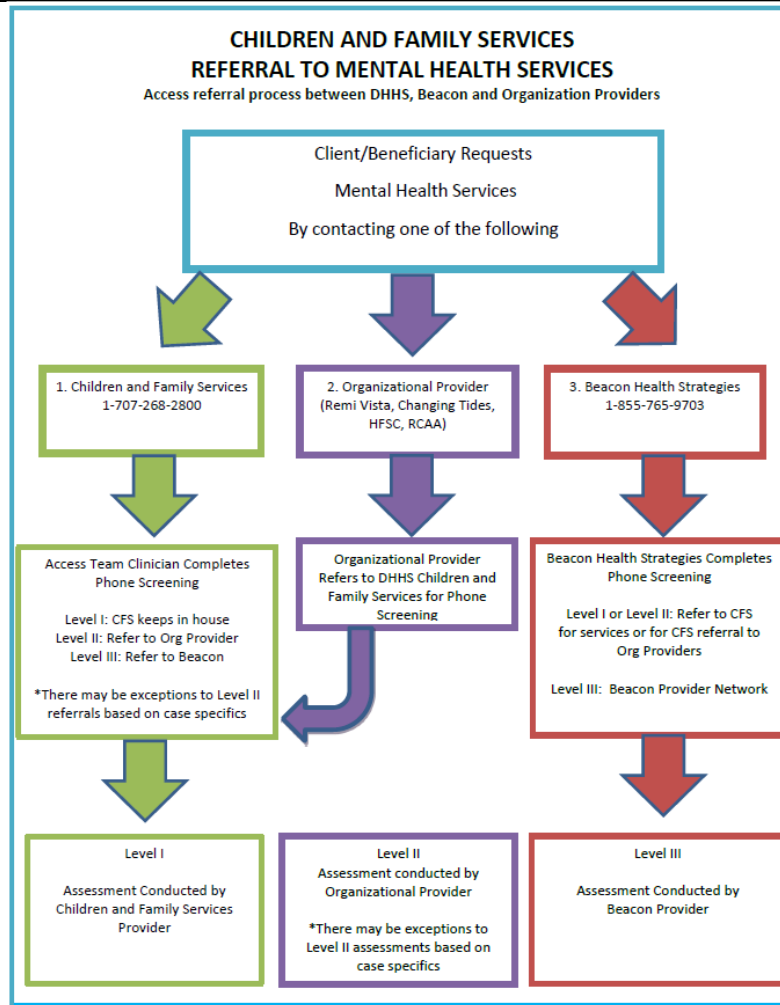 CHILDREN AND FAMILY SERVICES
REFERRAL TO MENTAL HEALTH SERVICES
Access referral process between DHHS, Beacon and Organization Providers
Client/Beneficiary Requests
Mental Health Services
By contacting one of the following
1. Children and Family Services
1-707-268-2800
2. Organizational Provider
(Remi Vista, Changing Tides,
HFSC, RCAA)
3. Beacon Health Strategies
1-855-765-9703
Access Team Clinician Completes
Phone Screening
Level I: CFS keeps in house
Level II: Refer to Org Provider
Level III: Refer to Beacon
*There may be exceptions to Level II
referrals based on case specifics
Organizational Provider
Refers to DHHS Children and
Family Services for Phone
Screening
Beacon Health Strategies Completes
Phone Screening
Level I or Level II: Refer to CFS
for services or for CFS referral to
Org Providers
Level III:  Beacon Provider Network
Level I
Assessment Conducted by
Children and Family Services
Provider
Level II
Assessment conducted by
Organizational Provider
*There may be exceptions to
Level II assessments based on
case specifics
Level III
Assessment Conducted by
Beacon Provider